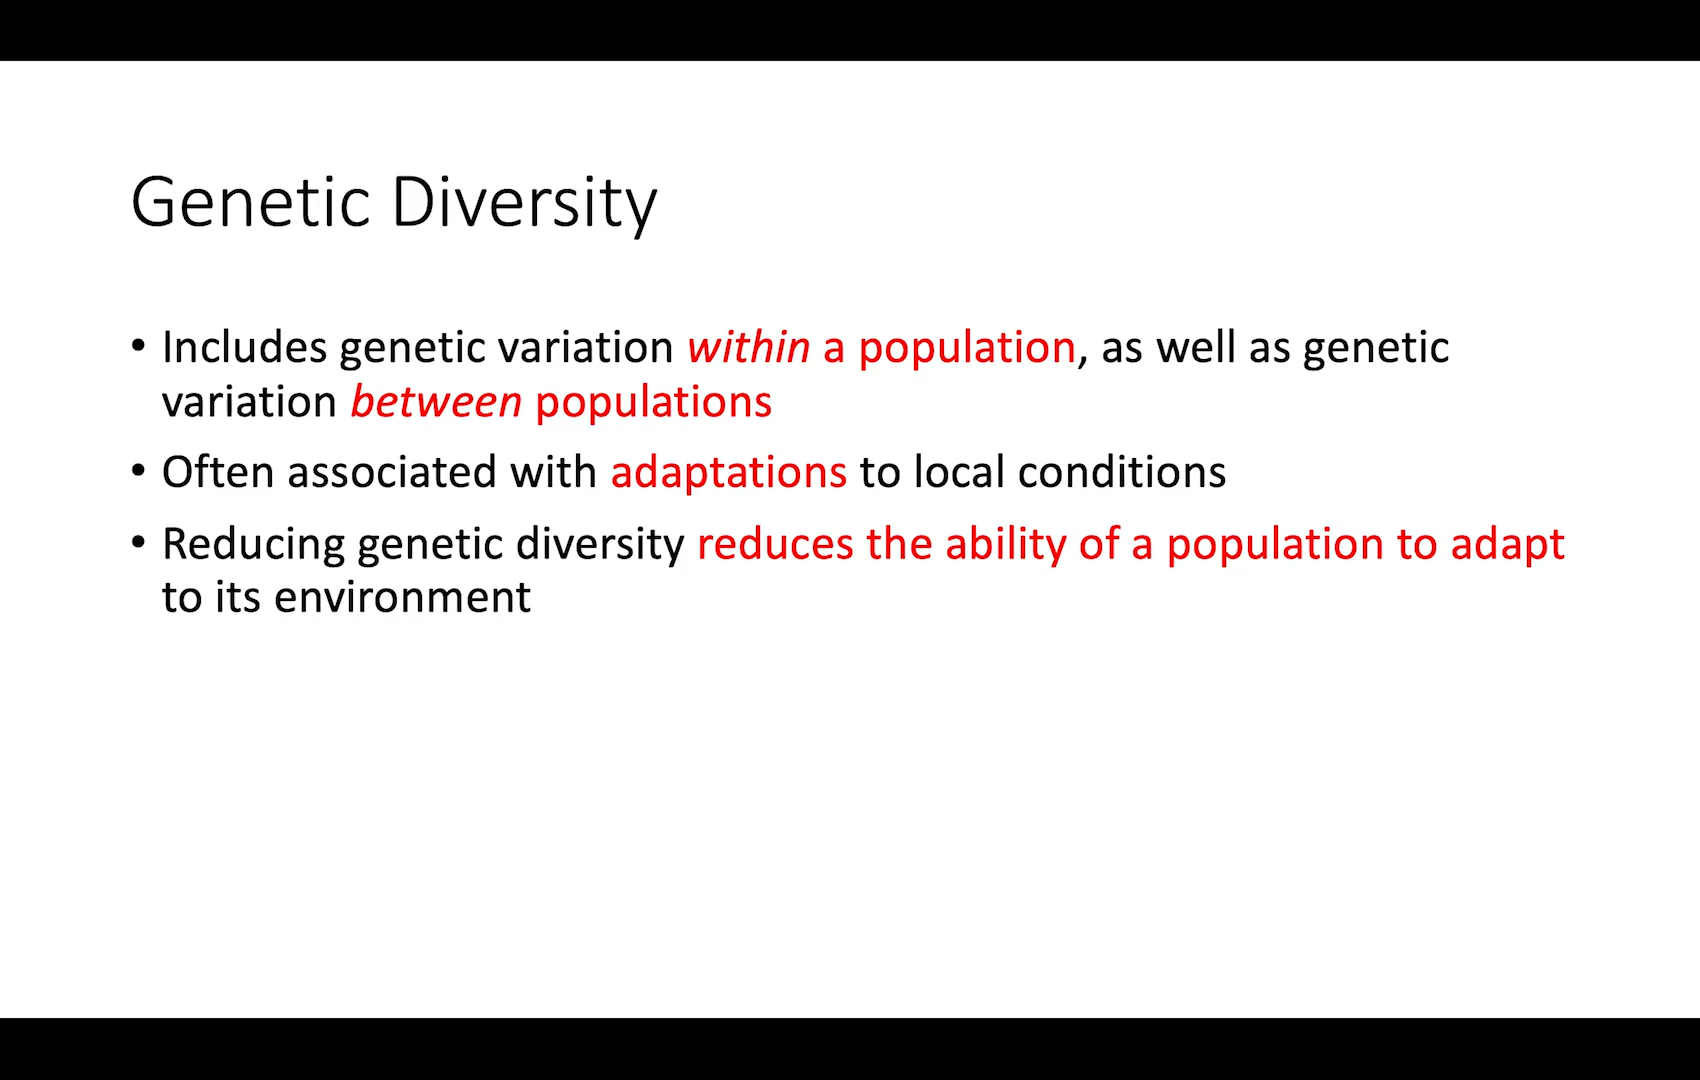 Genetic Diversity
• Includes genetic variation within a population, as well as genetic
variation between populations
• Often associated with adaptations to local conditions
• Reducing genetic diversity reduces the ability of a population to adapt
to its environment